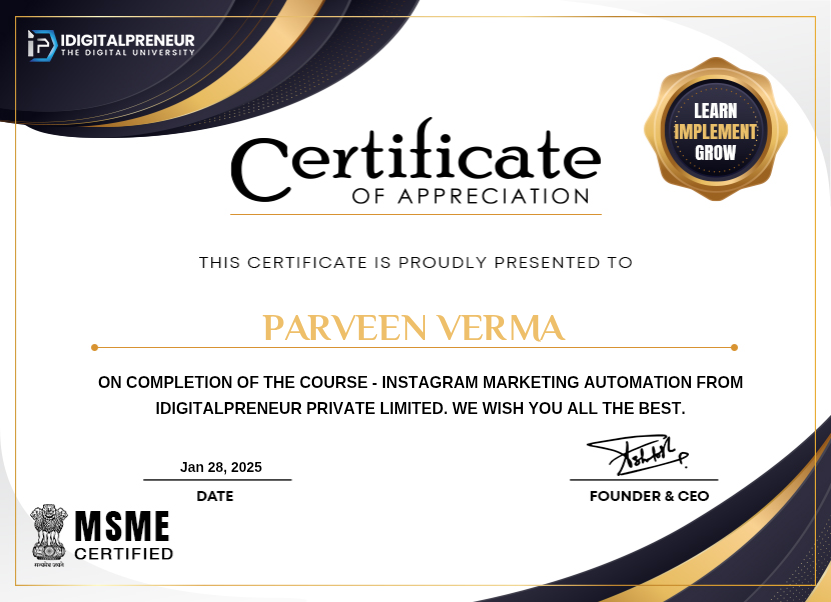 IDIGITALPRENEUR
THE DIGITAL UNIVERSITY
LEARN
IMPLEMENT
GROW
Certificate
OF APPRECIATION
THIS CERTIFICATE IS PROUDLY PRESENTED TO
PARVEEN VERMA
ON COMPLETION OF THE COURSE - INSTAGRAM MARKETING AUTOMATION FROM
IDIGITALPRENEUR PRIVATE LIMITED. WE WISH YOU ALL THE BEST.
Jan 28, 2025
DATE
FOUNDER & CEO
MSME
CERTIFIED
सत्यमेव जयते